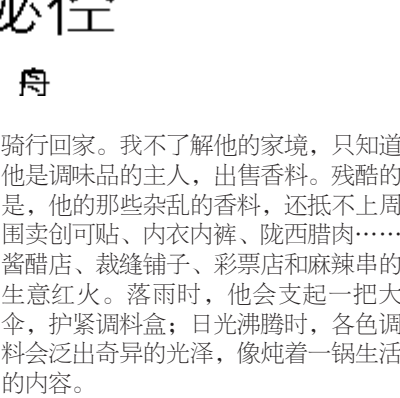 秘径
舟
骑行回家。我不了解他的家境，只知道
他是调味品的主人，出售香料。残酷的
是，他的那些杂乱的香料，还抵不上周
围卖创可贴、内衣内裤、陇西腊肉……
酱醋店、裁缝铺子、彩票店和麻辣串的
生意红火。落雨时，他会支起一把大
伞，护紧调料盒；日光沸腾时，各色调
料会泛出奇异的光泽，像炖着一锅生活
的内容。